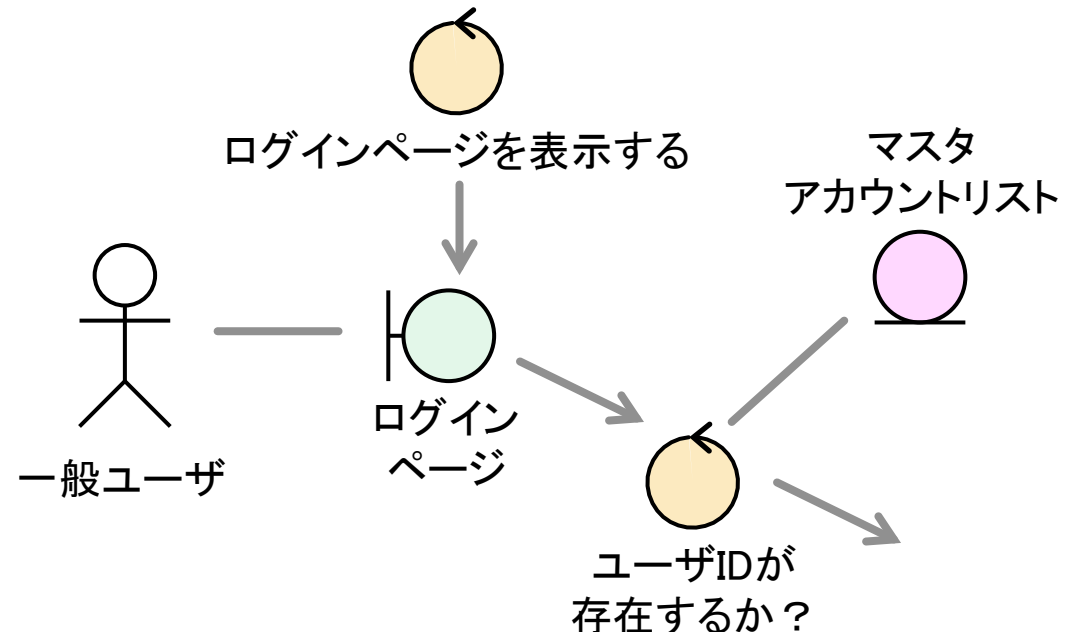 ログインページを表示する
マスタ
アカウントリスト
ログイン
ページ
一般ユーザ
ユーザIDが
存在するか？